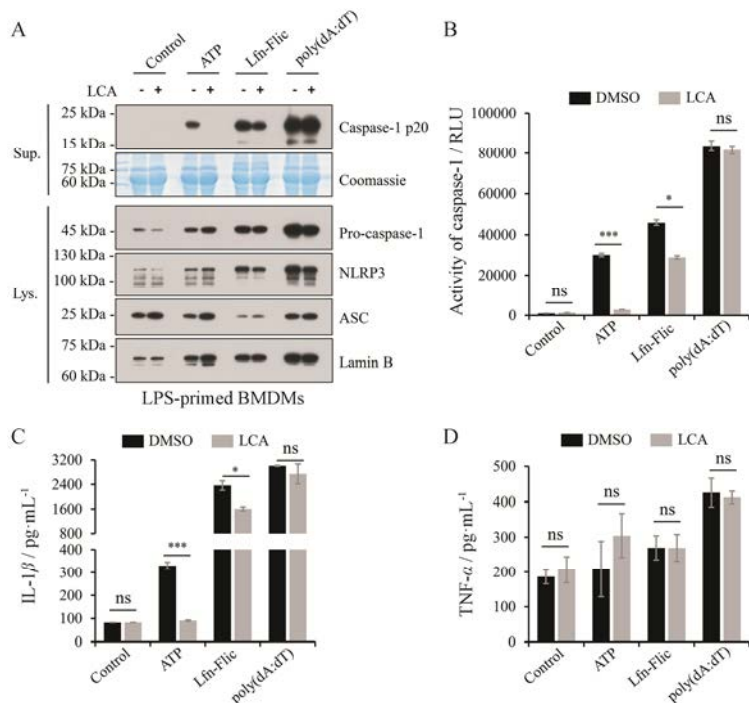 A
Control
ATP
Lfn-Flic
poly(dA:dT)
LCA - + - + - + - +
Sup.
25 kDa
15 kDa
Caspase-1 p20
75 kDa
60 kDa
Coomassie
Lys.
45 kDa
Pro-caspase-1
130 kDa
100 kDa
NLRP3
25 kDa
ASC
75 kDa
60 kDa
Lamin B
LPS-primed BMDMs
B
DMSO LCA
Activity of caspase-1 / RLU
100000
80000
60000
40000
20000
0
ns
***
*
ns
Control
ATP
Lfn-Flic
poly(dA:dT)
C
DMSO LCA
IL-1β / pg·mL⁻¹
3200
2400
1600
400
300
200
100
0
ns
***
*
ns
Control
ATP
Lfn-Flic
poly(dA:dT)
D
DMSO LCA
TNF-α / pg·mL⁻¹
500
400
300
200
100
0
ns
ns
ns
ns
Control
ATP
Lfn-Flic
poly(dA:dT)